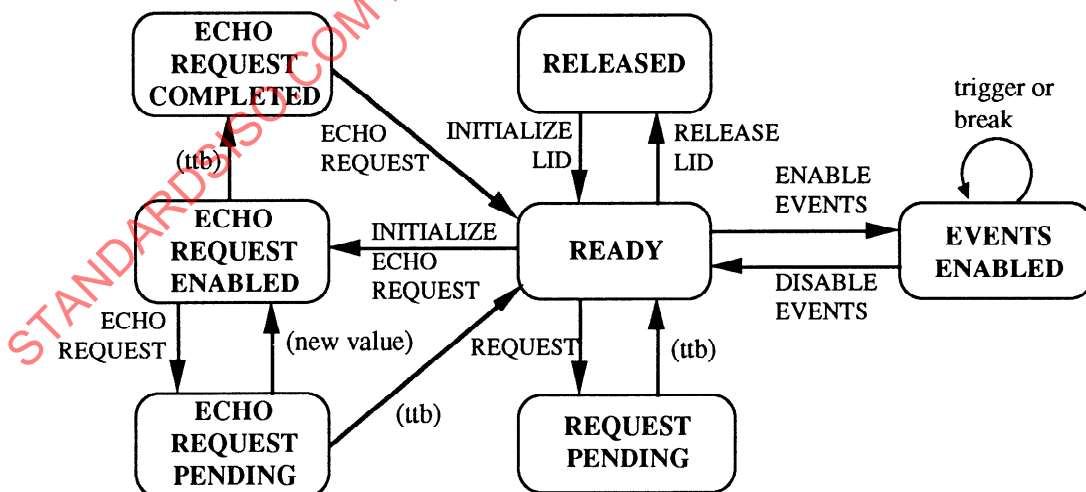 ECHO
REQUEST
COMPLETED
RELEASED
trigger or
break
ECHO
REQUEST
INITIALIZE
LID
RELEASE
LID
(ttb)
ENABLE
EVENTS
ECHO
REQUEST
ENABLED
INITIALIZE
ECHO
REQUEST
READY
EVENTS
ENABLED
DISABLE
EVENTS
ECHO
REQUEST
(new value)
REQUEST
(ttb)
(ttb)
ECHO
REQUEST
PENDING
REQUEST
PENDING
STANDARDSISO.COM